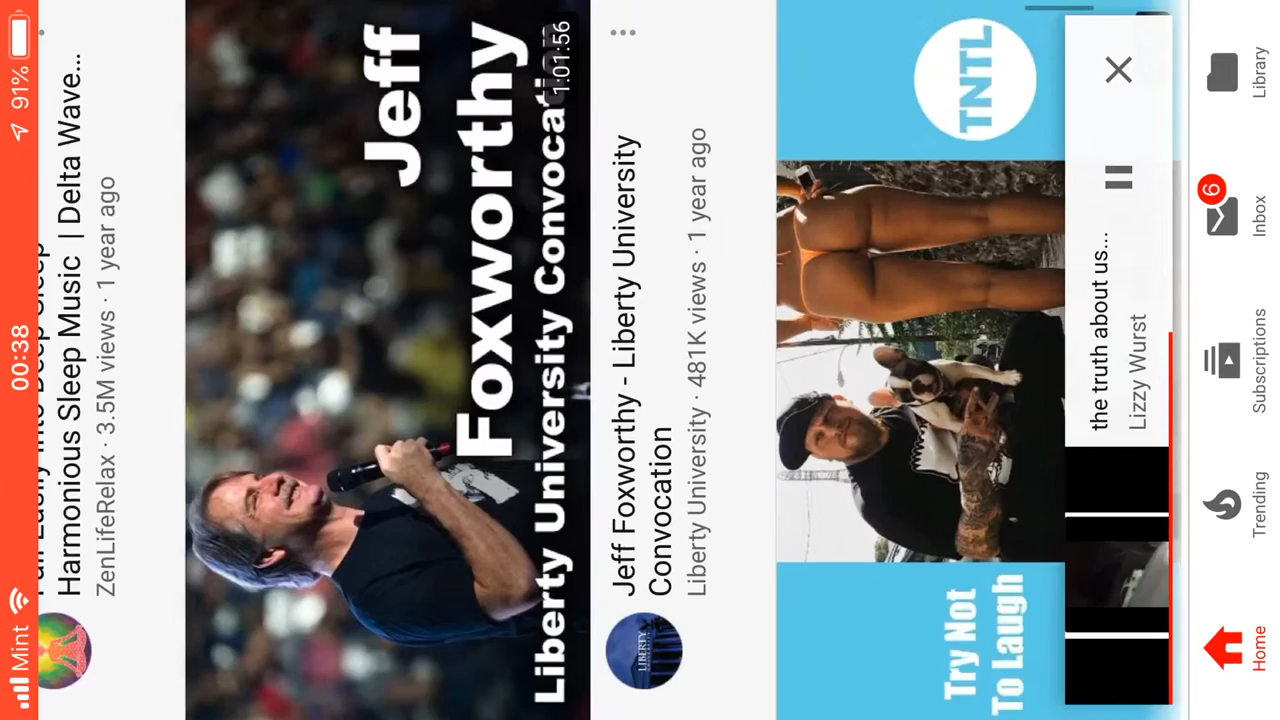 Mint 00:38 91%
Harmonious Sleep Music | Delta Wave...
ZenLifeRelax · 3.5M views · 1 year ago
Jeff
Foxworthy
Liberty University Convocation
1:01:56
LIBERTY
Jeff Foxworthy - Liberty University
Convocation
Liberty University · 481K views · 1 year ago
Try Not
To Laugh
TNTL
the truth about us...
Lizzy Wurst
Home
Trending
Subscriptions
6
Inbox
Library